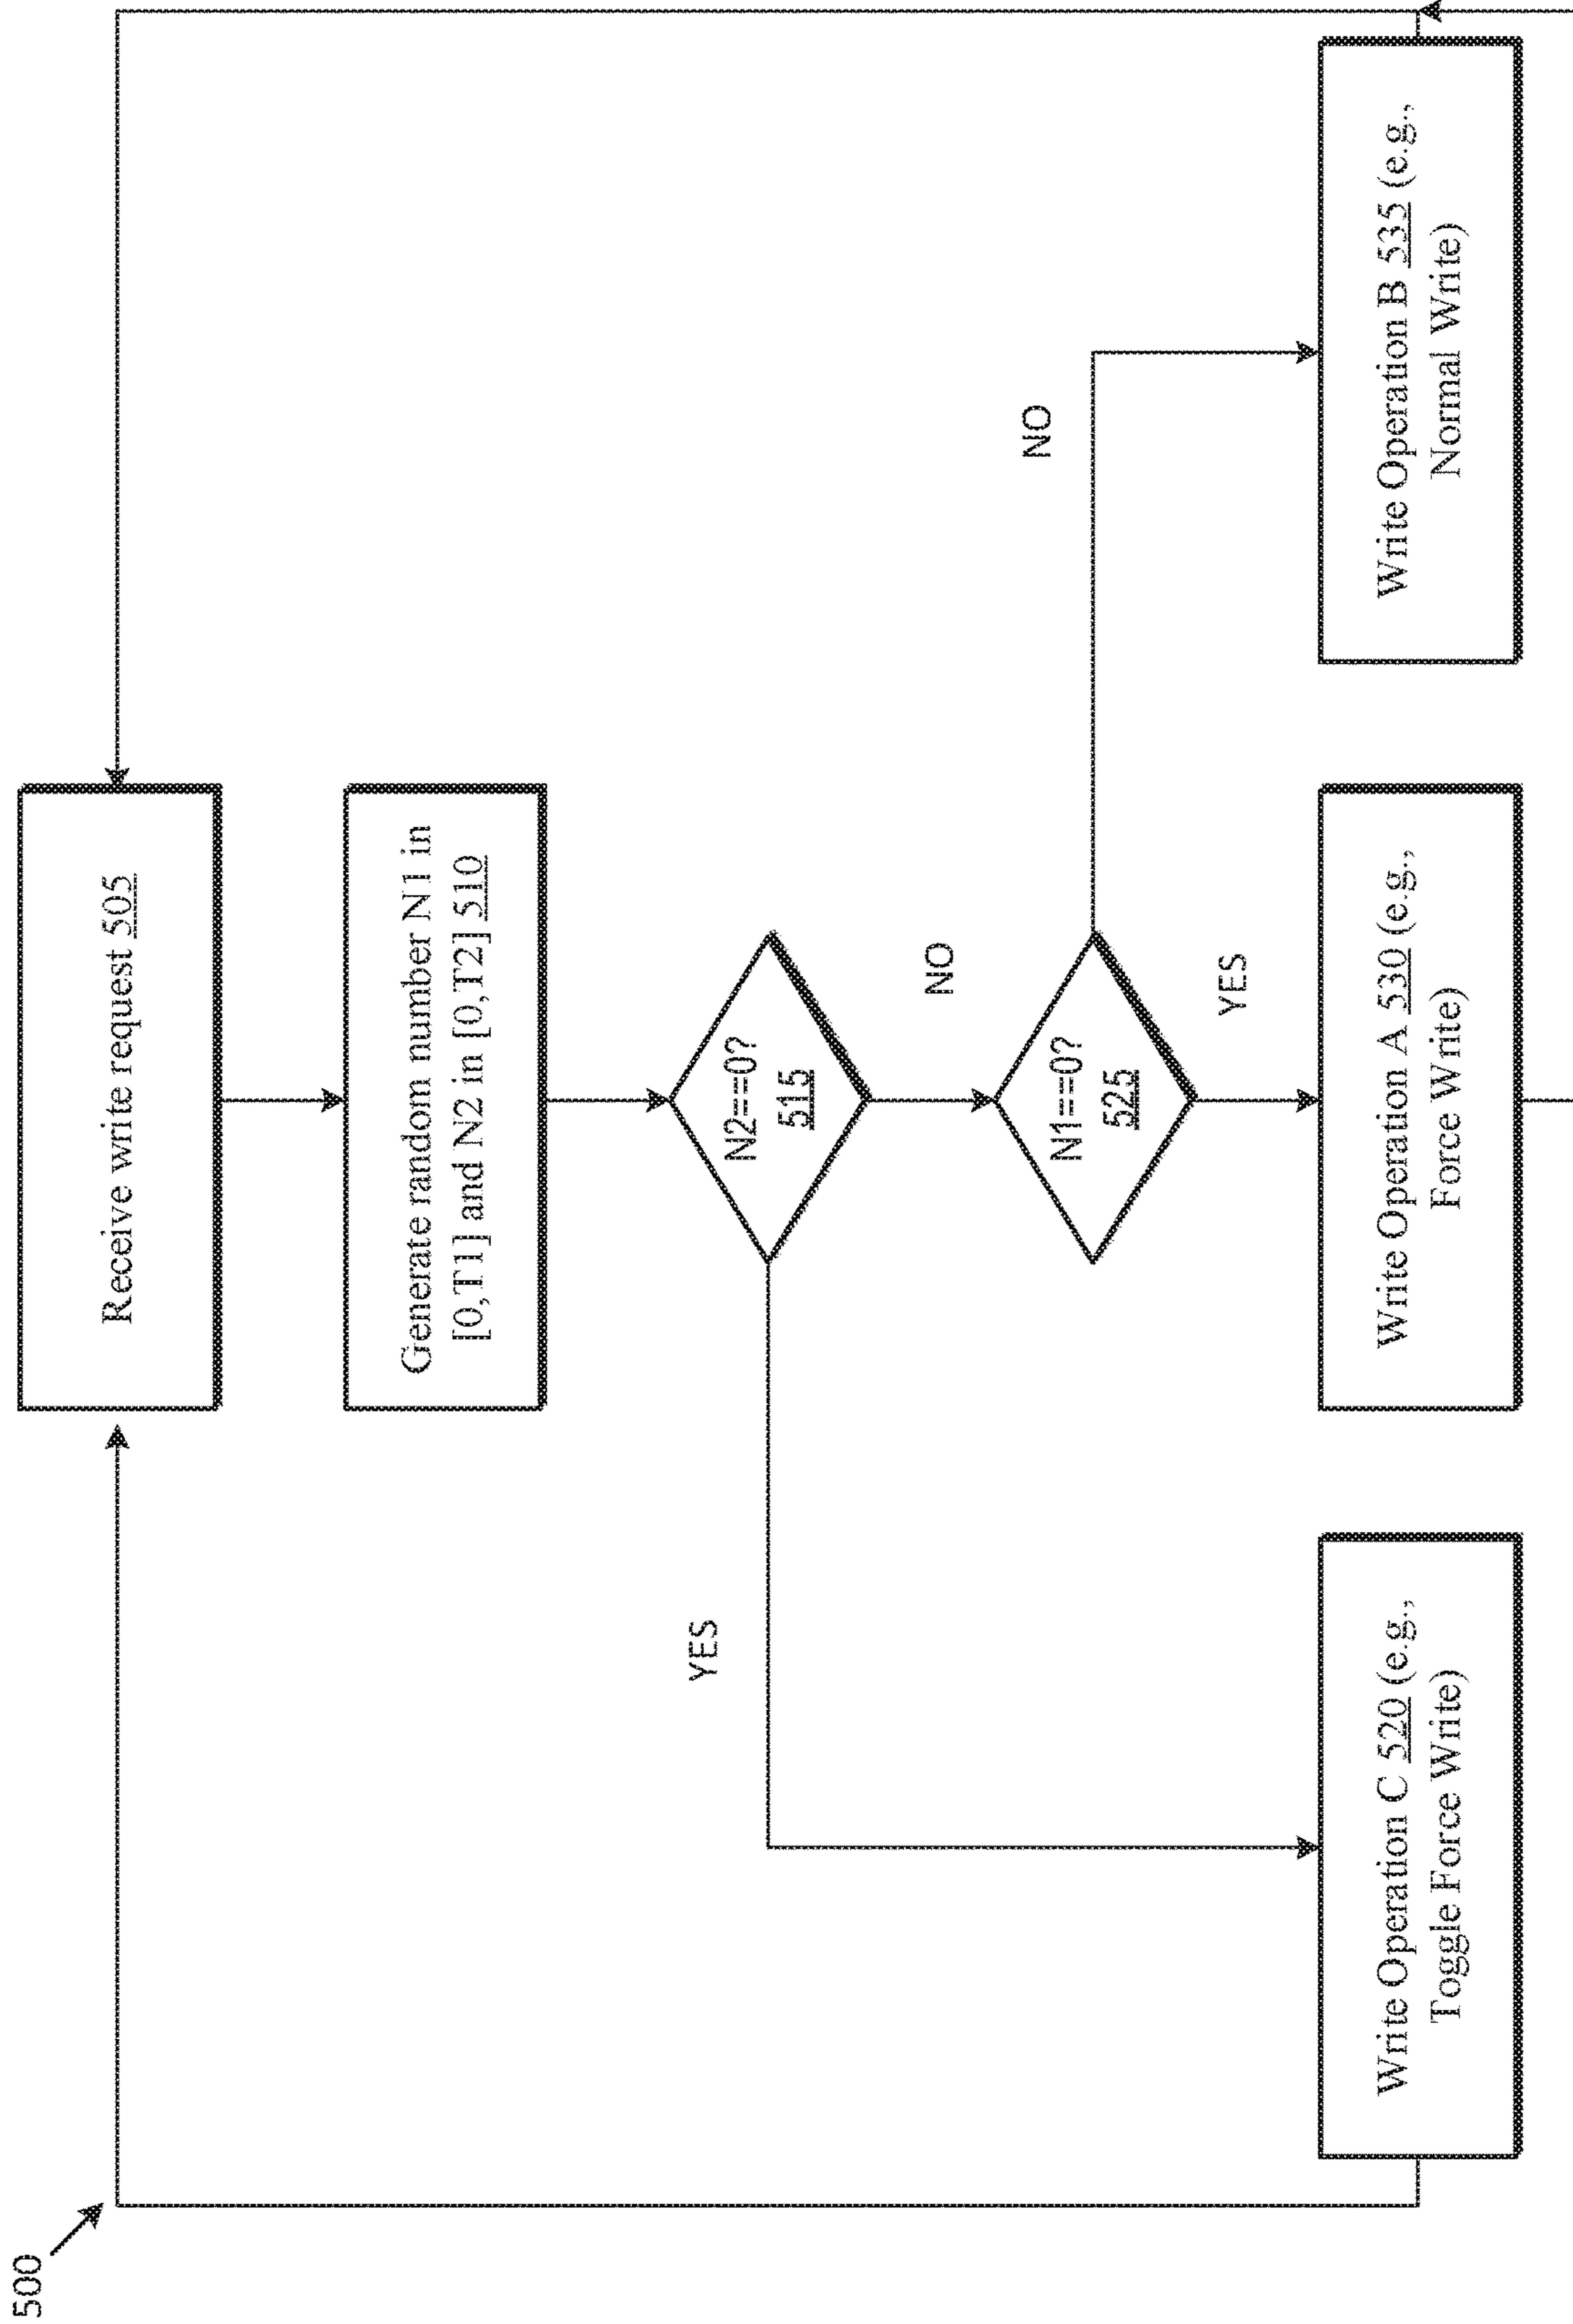 500
Receive write request 505
Generate random number N1 in
[0,T1] and N2 in [0,T2] 510
N2==0?
515
YES
NO
N1==0?
525
NO
YES
Write Operation C 520 (e.g.,
Toggle Force Write)
Write Operation A 530 (e.g.,
Force Write)
Write Operation B 535 (e.g.,
Normal Write)